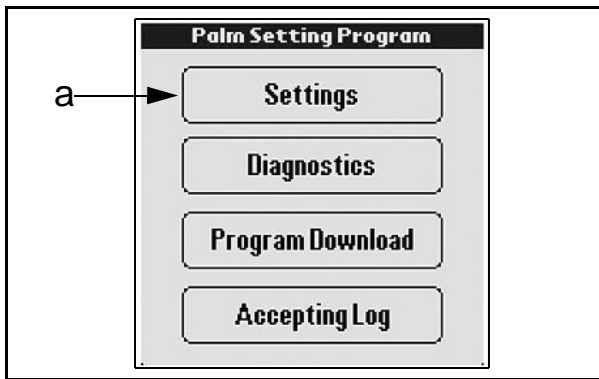 Palm Setting Program
a
Settings
Diagnostics
Program Download
Accepting Log